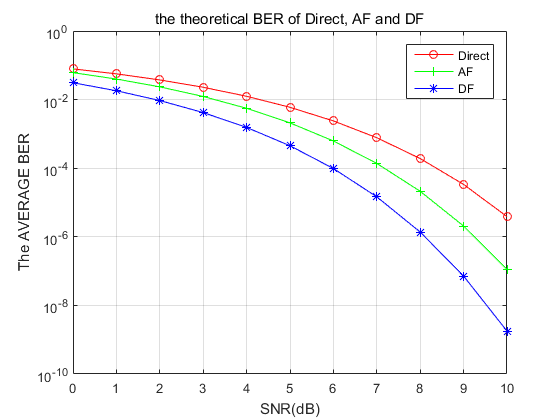 the theoretical BER of Direct, AF and DF
10^0
10^-2
10^-4
10^-6
10^-8
10^-10
The AVERAGE BER
Direct
AF
DF
0 1 2 3 4 5 6 7 8 9 10
SNR(dB)